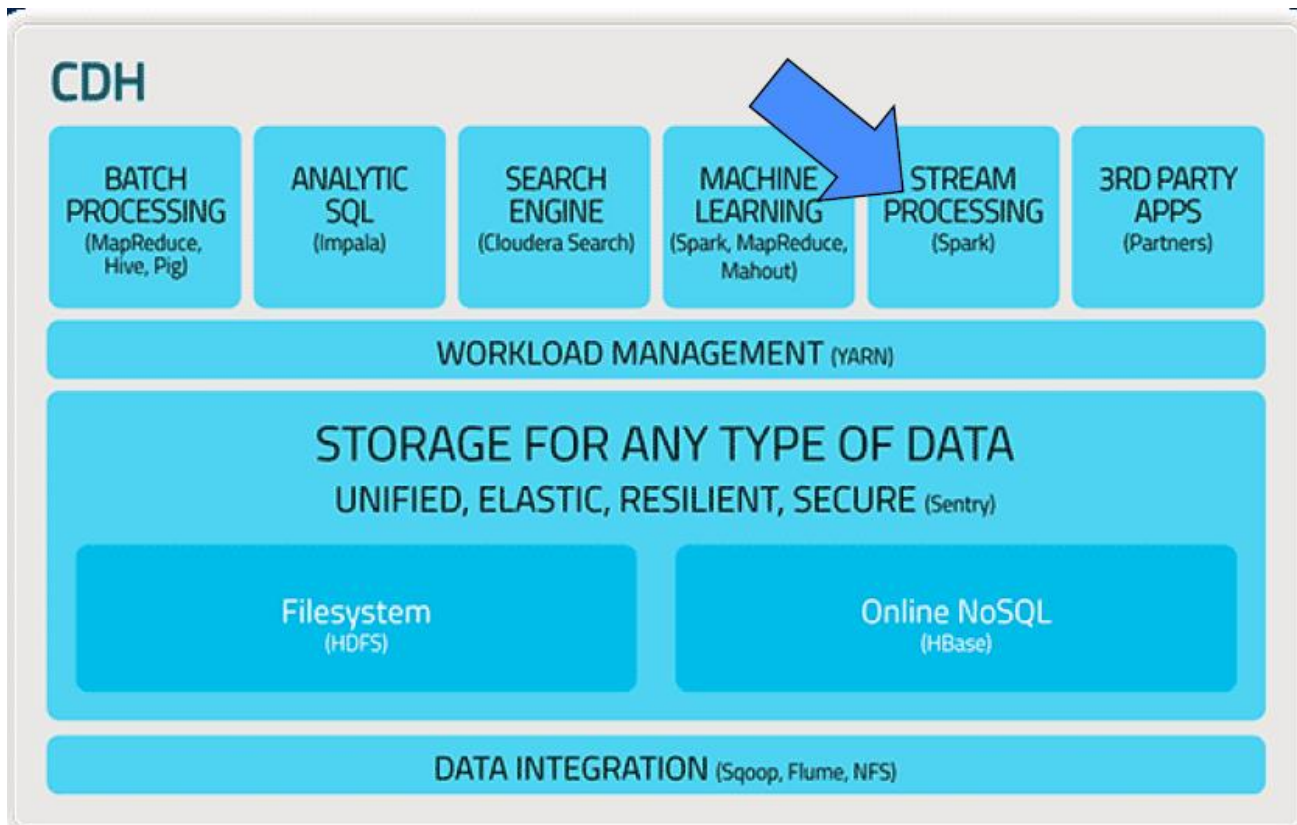 CDH
BATCH
PROCESSING
(MapReduce,
Hive, Pig)
ANALYTIC
SQL
(Impala)
SEARCH
ENGINE
(Cloudera Search)
MACHINE
LEARNING
(Spark, MapReduce,
Mahout)
STREAM
PROCESSING
(Spark)
3RD PARTY
APPS
(Partners)
WORKLOAD MANAGEMENT (YARN)
STORAGE FOR ANY TYPE OF DATA
UNIFIED, ELASTIC, RESILIENT, SECURE (Sentry)
Filesystem
(HDFS)
Online NoSQL
(HBase)
DATA INTEGRATION (Sqoop, Flume, NFS)